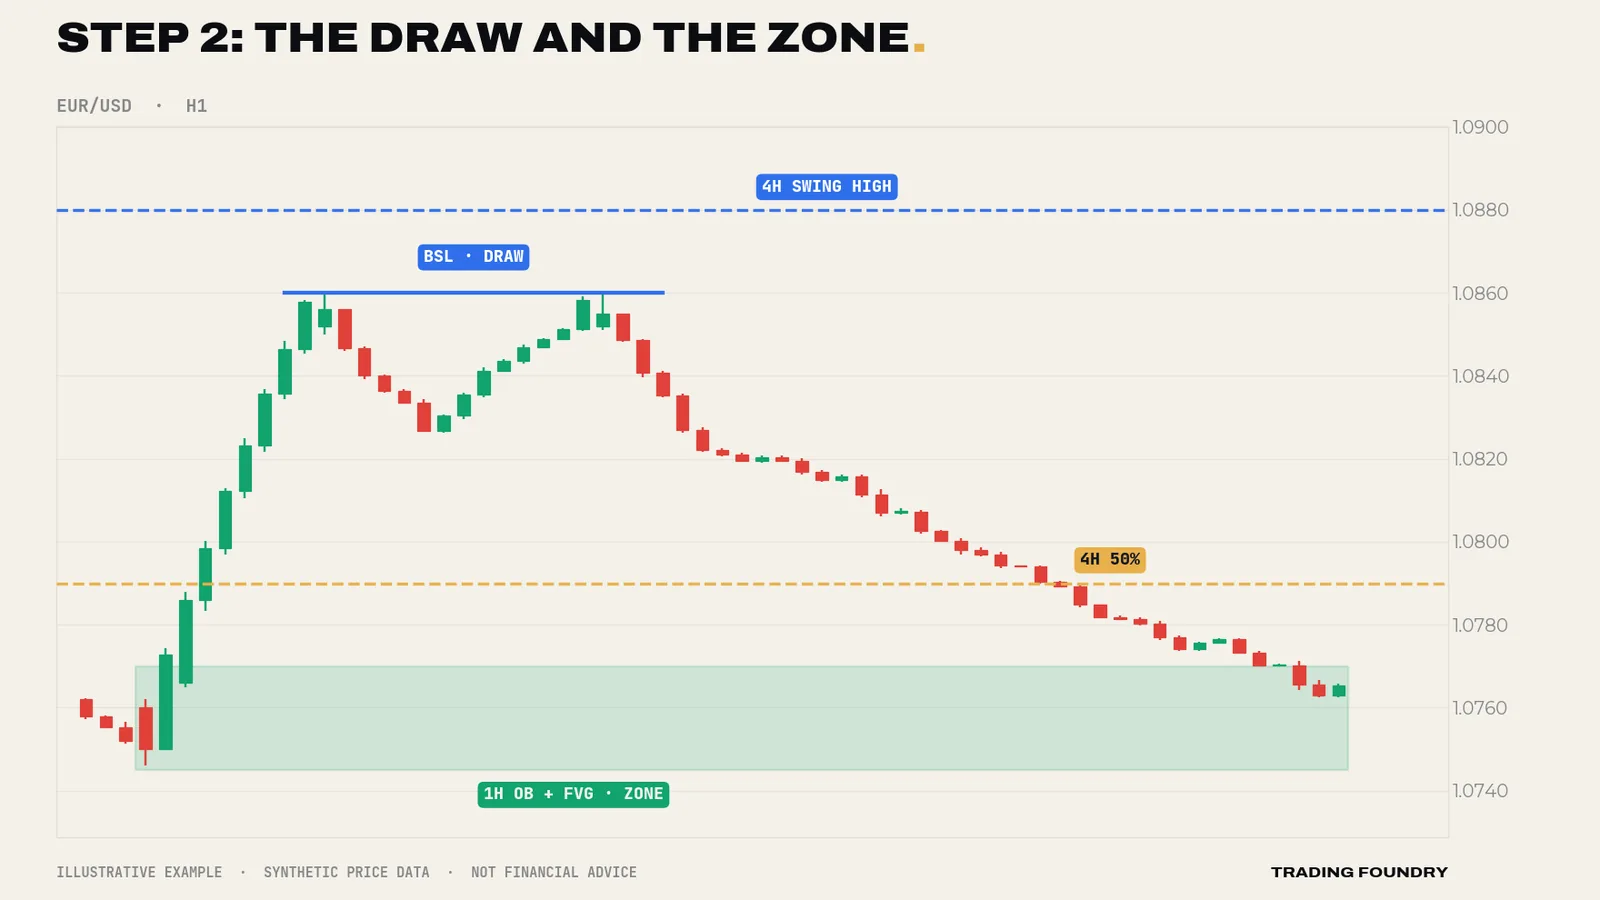 STEP 2: THE DRAW AND THE ZONE.
EUR/USD · H1
1.0900
4H SWING HIGH
1.0880
BSL · DRAW
1.0860
1.0840
1.0820
1.0800
4H 50%
1.0780
1.0760
1H OB + FVG · ZONE
1.0740
ILLUSTRATIVE EXAMPLE · SYNTHETIC PRICE DATA · NOT FINANCIAL ADVICE
TRADING FOUNDRY